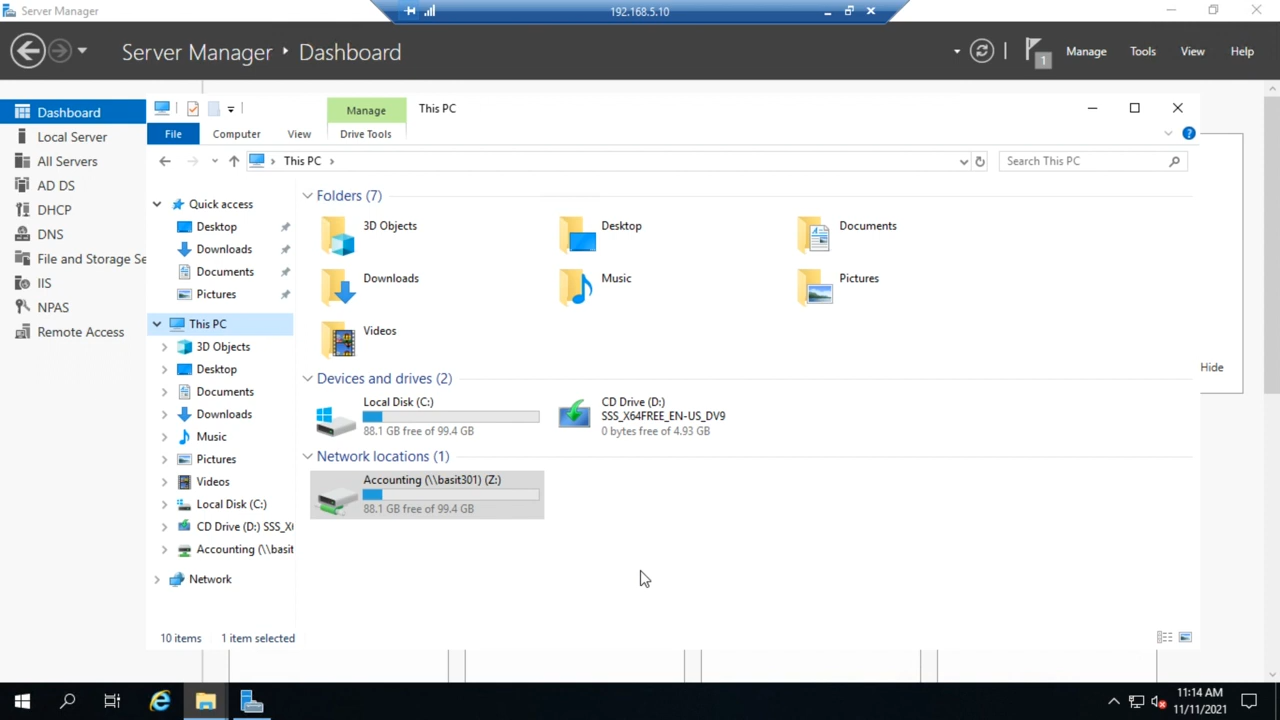 Server Manager
192.168.5.10
Server Manager ‣ Dashboard
1
Manage
Tools
View
Help
Dashboard
Local Server
All Servers
AD DS
DHCP
DNS
File and Storage Se
IIS
NPAS
Remote Access
Manage
This PC
File
Computer
View
Drive Tools
This PC
Search This PC
Quick access
Desktop
Downloads
Documents
Pictures
This PC
3D Objects
Desktop
Documents
Downloads
Music
Pictures
Videos
Local Disk (C:)
CD Drive (D:) SSS_X6
Accounting (\\basit
Network
Folders (7)
3D Objects
Desktop
Documents
Downloads
Music
Pictures
Videos
Devices and drives (2)
Local Disk (C:)
88.1 GB free of 99.4 GB
CD Drive (D:)
SSS_X64FREE_EN-US_DV9
0 bytes free of 4.93 GB
Network locations (1)
Accounting (\\basit301) (Z:)
88.1 GB free of 99.4 GB
Hide
10 items
1 item selected
11:14 AM
11/11/2021